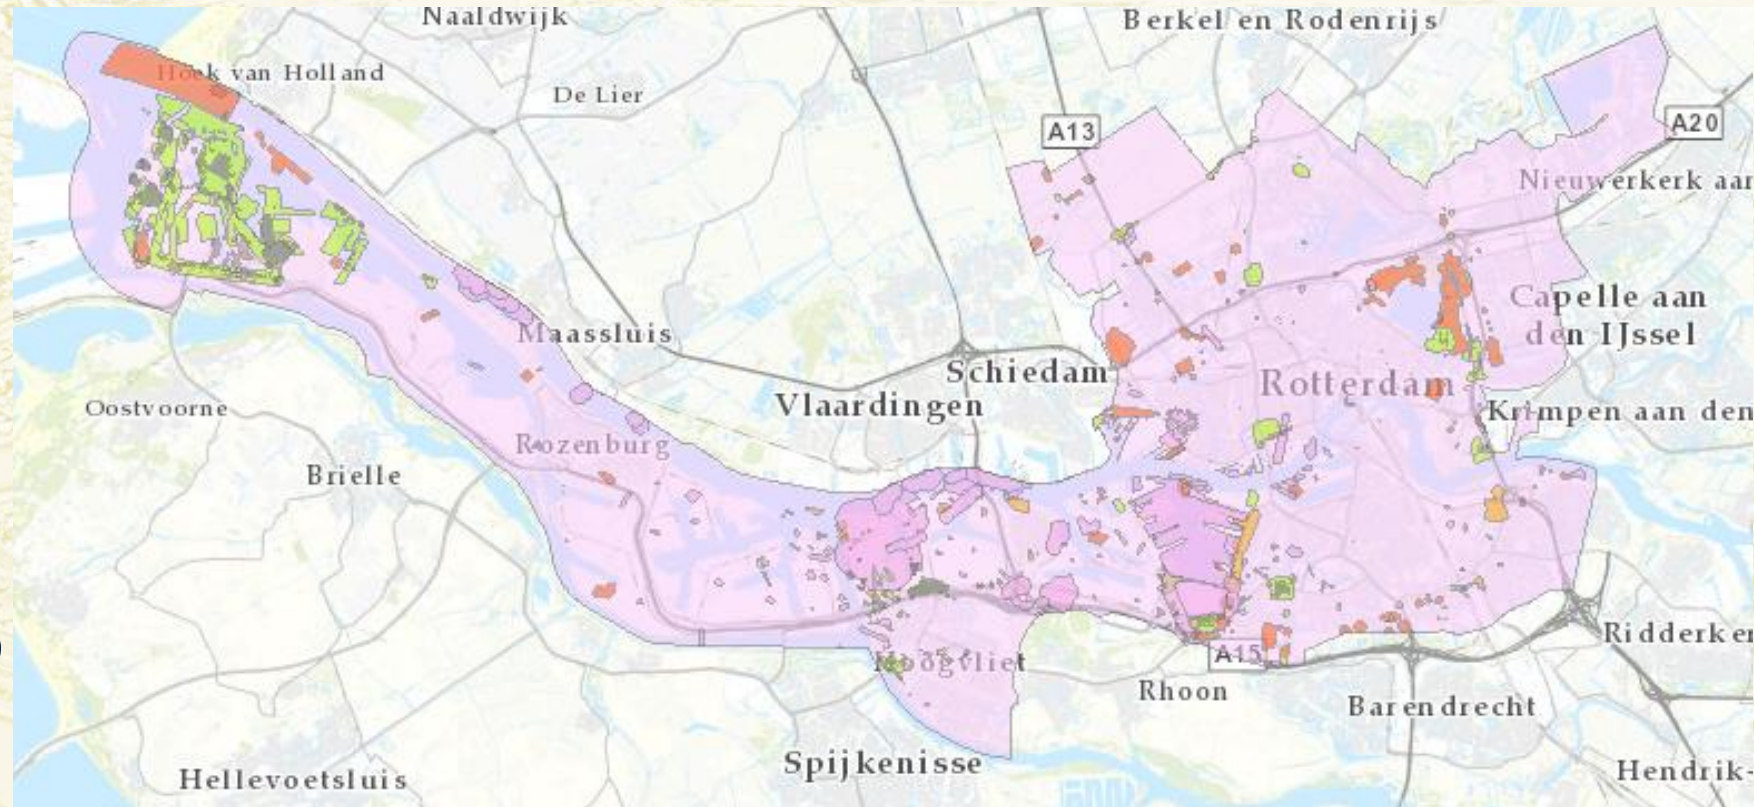 Naaldwijk
Berkel en Rodenrijs
Hoek van Holland
De Lier
A13
A20
Nieuwerkerk aan
Maassluis
Capelle aan
den IJssel
Schiedam
Vlaardingen
Rotterdam
Oostvoorne
Krimpen aan den
Rozenburg
Brielle
Hoogvliet
A15
Ridderker
Rhoon
Barendrecht
Spijkenisse
Hellevoetsluis
Hendrik-